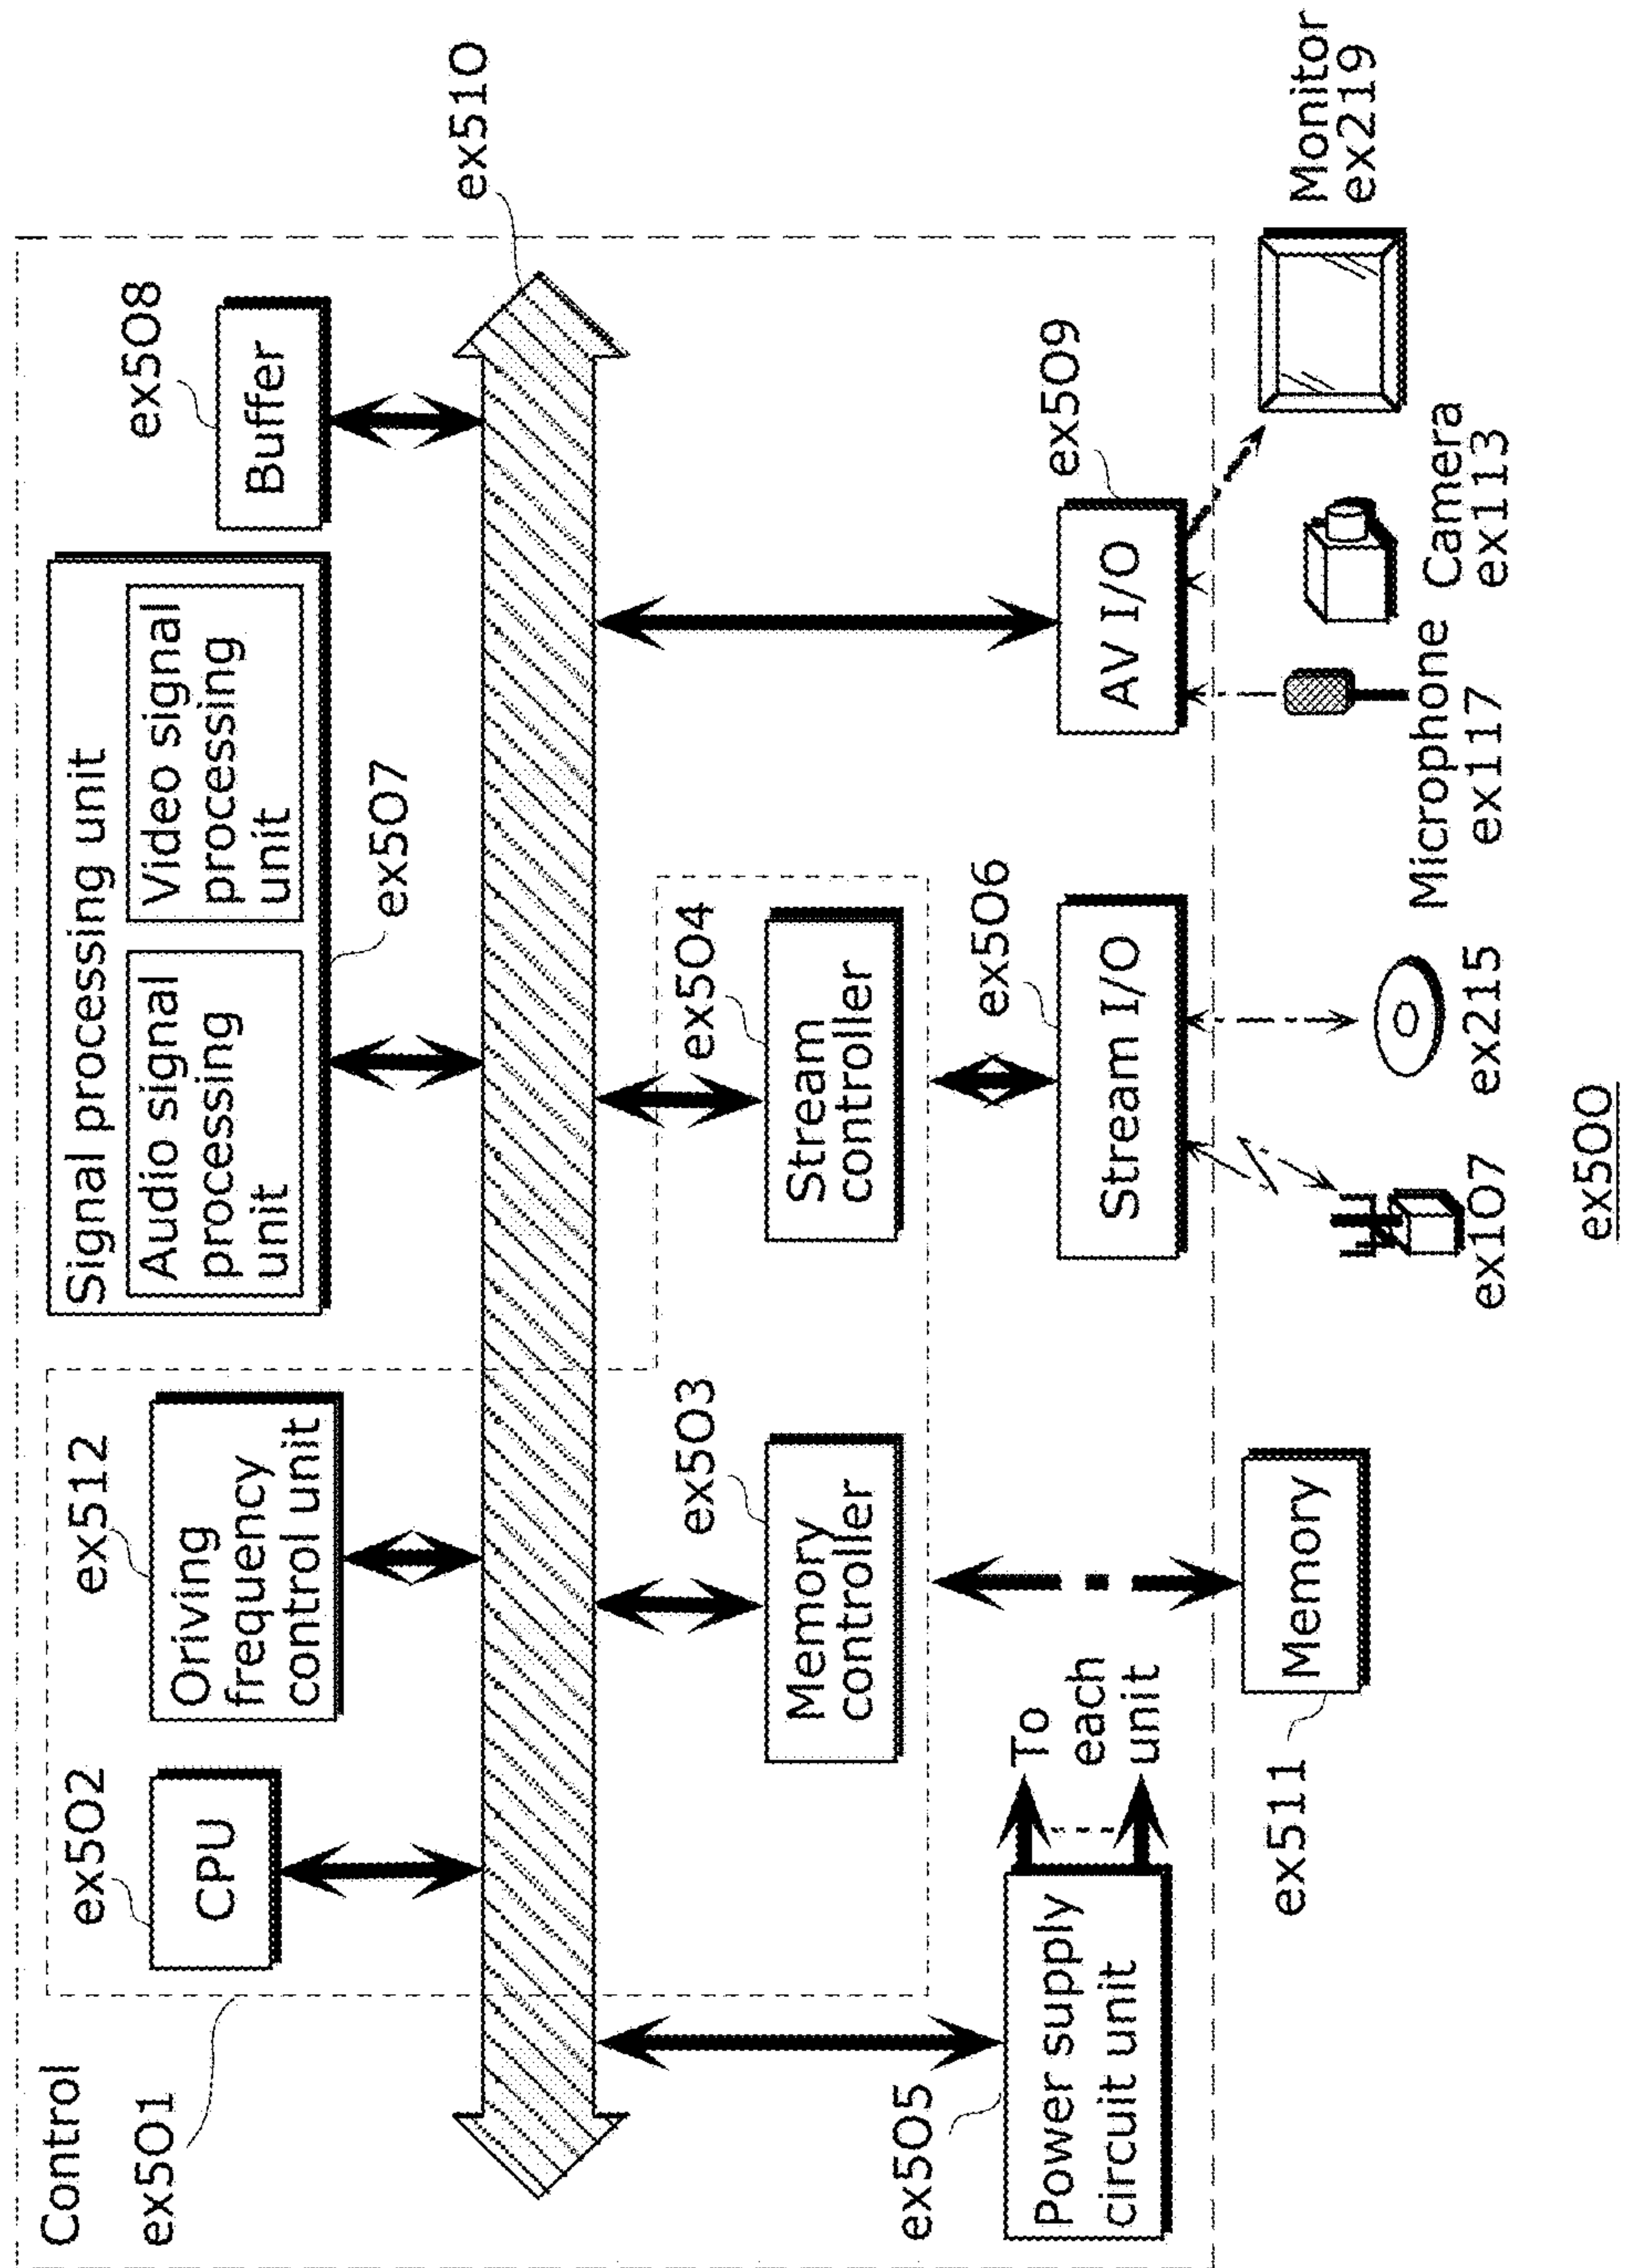 Control
ex501
ex502
CPU
ex512
Oriving
frequency
control unit
Signal processing unit
Audio signal
processing
unit
Video signal
processing
unit
ex507
ex508
Buffer
ex510
ex503
Memory
controller
ex504
Stream
controller
ex505
Power supply
circuit unit
To
each
unit
ex506
Stream I/O
ex509
AV I/O
ex511
Memory
ex107
ex215
Microphone
ex117
Camera
ex113
Monitor
ex219
ex500